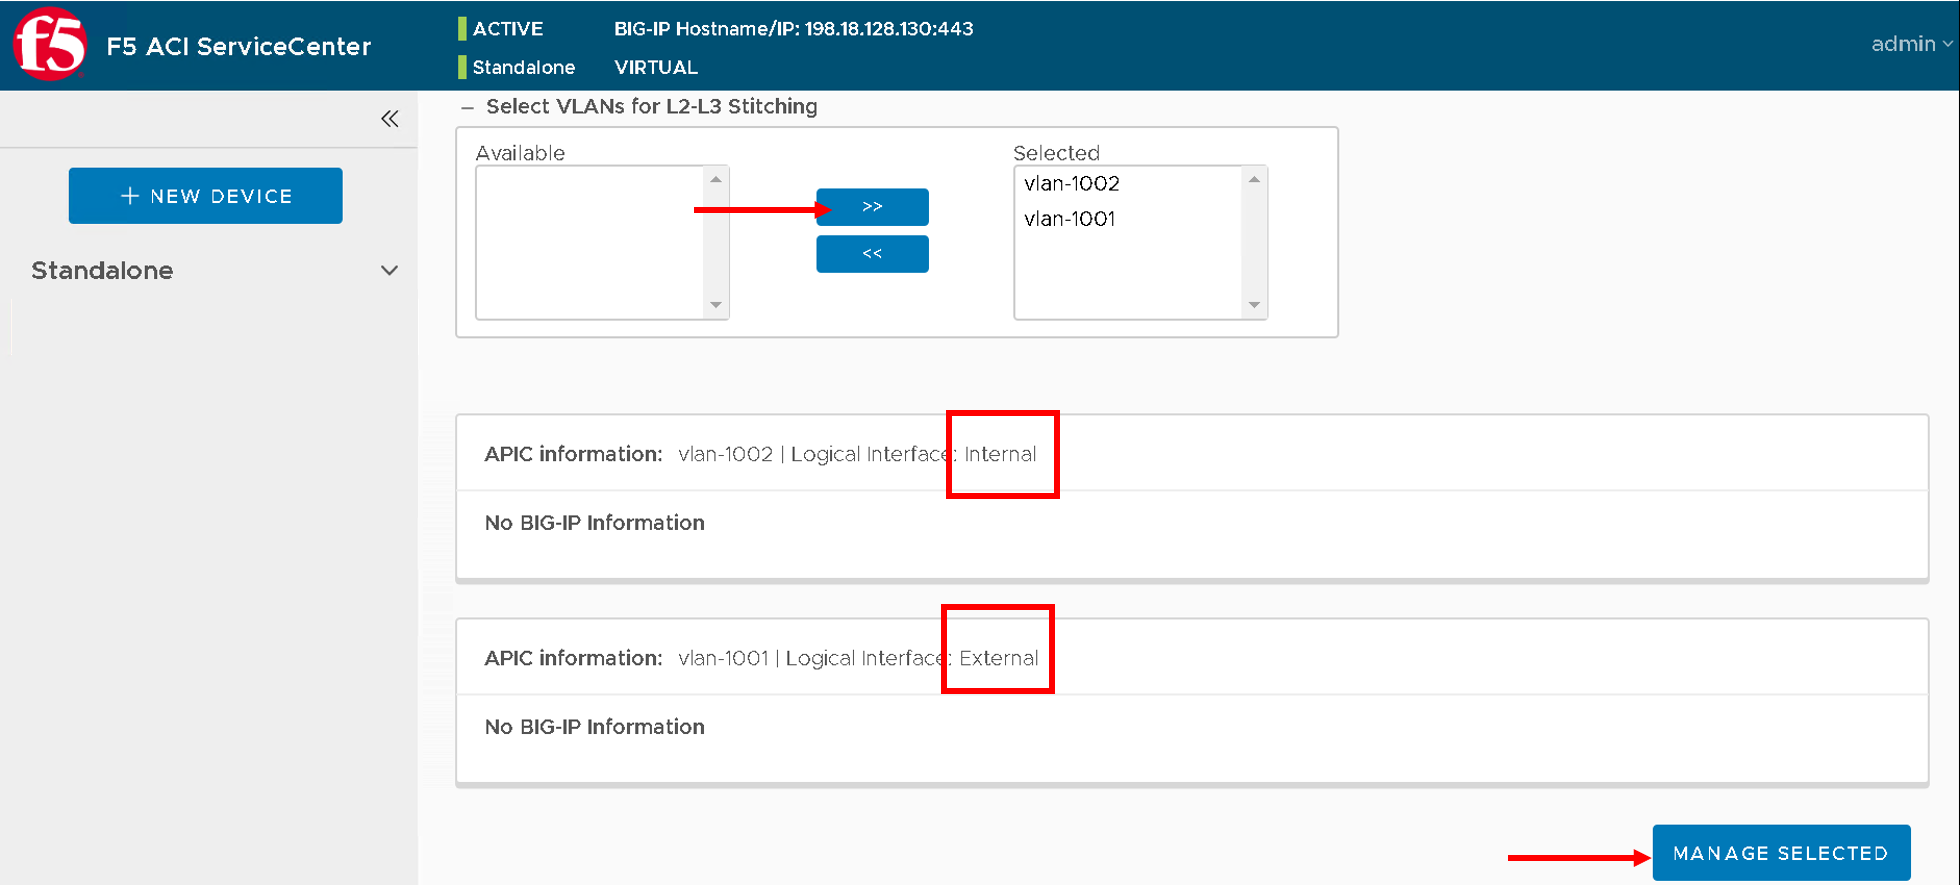 f5
F5 ACI ServiceCenter
ACTIVE BIG-IP Hostname/IP: 198.18.128.130:443
Standalone VIRTUAL
admin
+ NEW DEVICE
Standalone
– Select VLANs for L2-L3 Stitching
Available
>>
<<
Selected
vlan-1002
vlan-1001
APIC information: vlan-1002 | Logical Interface: Internal
No BIG-IP Information
APIC information: vlan-1001 | Logical Interface: External
No BIG-IP Information
MANAGE SELECTED